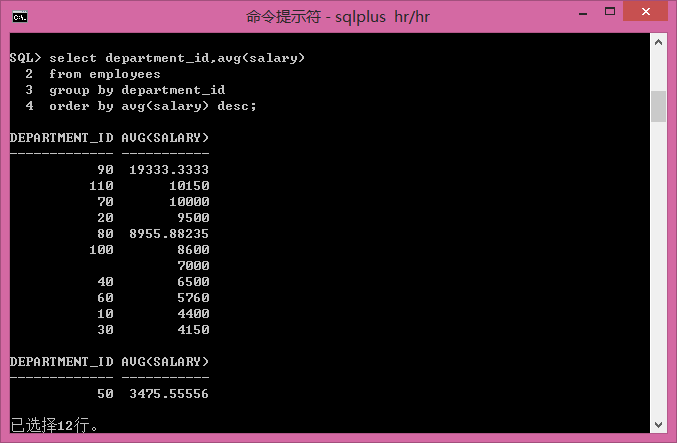 命令提示符 - sqlplus  hr/hr
SQL> select department_id,avg(salary)
  2  from employees
  3  group by department_id
  4  order by avg(salary) desc;
DEPARTMENT_ID AVG(SALARY)
------------- -----------
           90  19333.3333
          110       10150
           70       10000
           20        9500
           80  8955.88235
          100        8600
                     7000
           40        6500
           60        5760
           10        4400
           30        4150
DEPARTMENT_ID AVG(SALARY)
------------- -----------
           50  3475.55556
已选择12行。